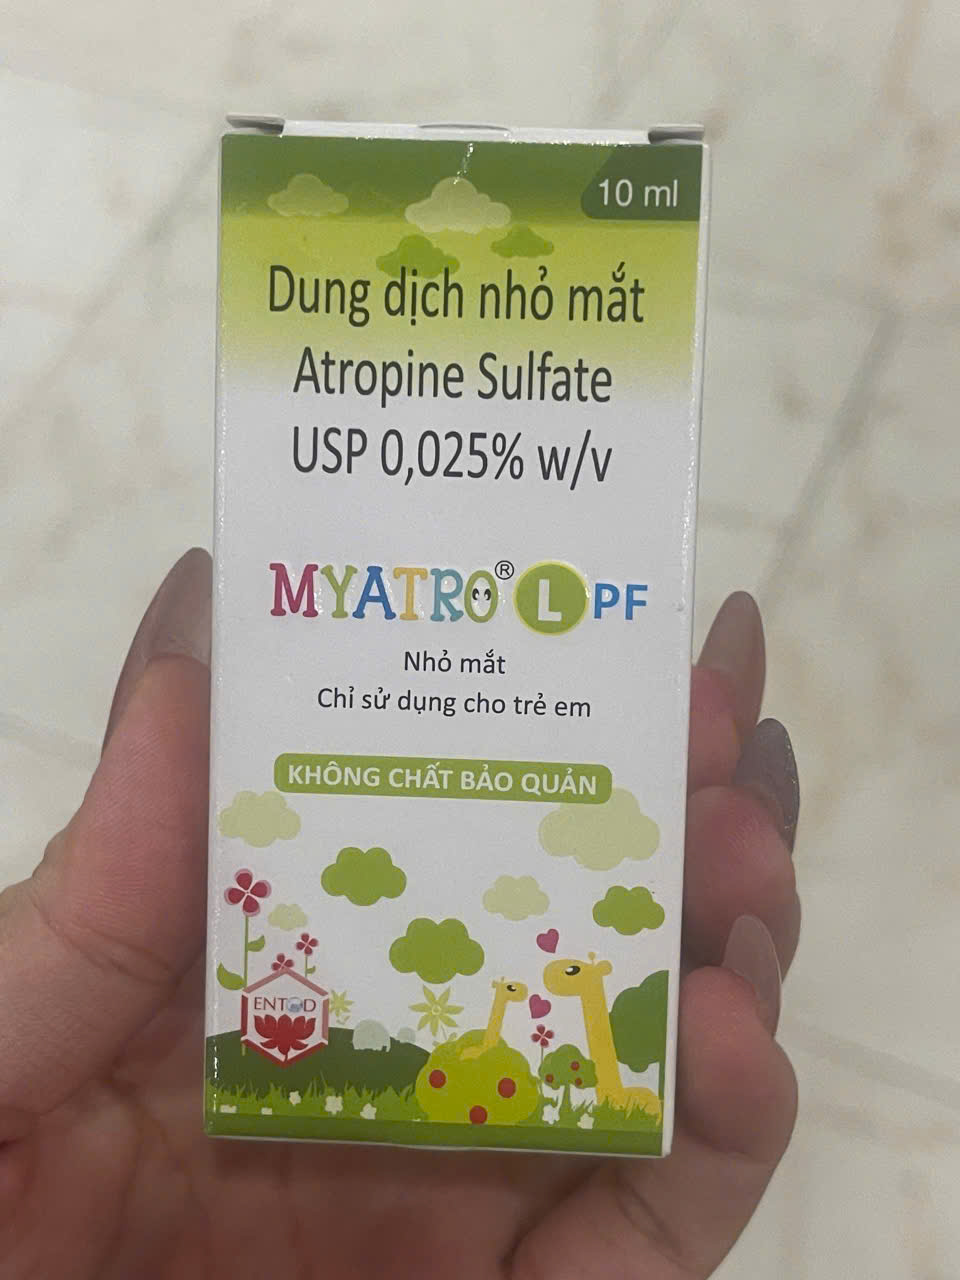 10 ml
Dung dịch nhỏ mắt
Atropine Sulfate
USP 0,025% w/v
MYATRO® L PF
Nhỏ mắt
Chỉ sử dụng cho trẻ em
KHÔNG CHẤT BẢO QUẢN
ENTOD